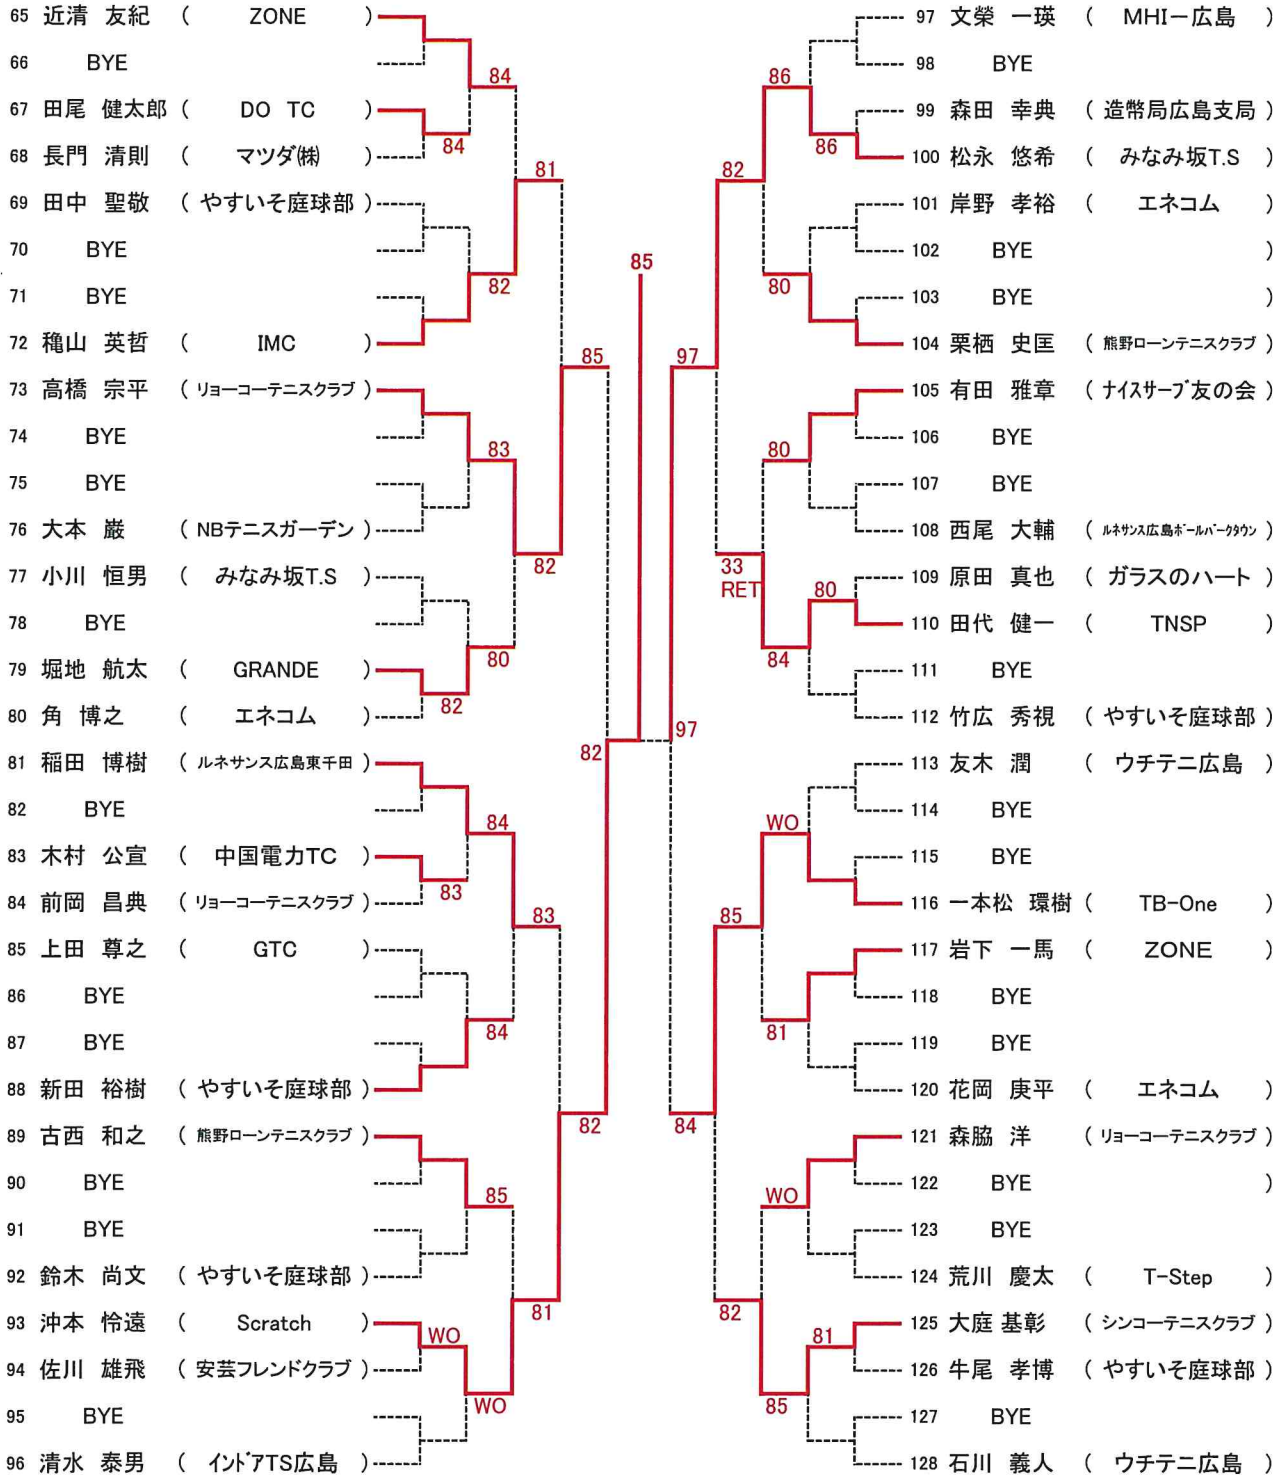 65 近清 友紀 ( ZONE )
66 BYE
67 田尾 健太郎 ( DO TC )
68 長門 清則 ( マツダ㈱ )
69 田中 聖敬 ( やすいそ庭球部 )
70 BYE
71 BYE
72 穐山 英哲 ( IMC )
73 高橋 宗平 ( リョーコーテニスクラブ )
74 BYE
75 BYE
76 大本 巌 ( NBテニスガーデン )
77 小川 恒男 ( みなみ坂T.S )
78 BYE
79 堀地 航太 ( GRANDE )
80 角 博之 ( エネコム )
81 稲田 博樹 ( ルネサンス広島東千田 )
82 BYE
83 木村 公宣 ( 中国電力TC )
84 前岡 昌典 ( リョーコーテニスクラブ )
85 上田 尊之 ( GTC )
86 BYE
87 BYE
88 新田 裕樹 ( やすいそ庭球部 )
89 古西 和之 ( 熊野ローンテニスクラブ )
90 BYE
91 BYE
92 鈴木 尚文 ( やすいそ庭球部 )
93 沖本 怜遠 ( Scratch )
94 佐川 雄飛 ( 安芸フレンドクラブ )
95 BYE
96 清水 泰男 ( インドアTS広島 )
84
84
81
82
85
83
82
80
82
82
84
83
83
84
82
85
81
WO
WO
85
97 文榮 一瑛 ( MHI－広島 )
98 BYE
99 森田 幸典 ( 造幣局広島支局 )
100 松永 悠希 ( みなみ坂T.S )
101 岸野 孝裕 ( エネコム )
102 BYE )
103 BYE )
104 栗栖 史匡 ( 熊野ローンテニスクラブ )
105 有田 雅章 ( ナイスサーブ友の会 )
106 BYE
107 BYE
108 西尾 大輔 ( ルネサンス広島ボールパークタウン )
109 原田 真也 ( ガラスのハート )
110 田代 健一 ( TNSP )
111 BYE
112 竹広 秀視 ( やすいそ庭球部 )
113 友木 潤 ( ウチテニ広島 )
114 BYE
115 BYE
116 一本松 環樹 ( TB-One )
117 岩下 一馬 ( ZONE )
118 BYE
119 BYE
120 花岡 庚平 ( エネコム )
121 森脇 洋 ( リョーコーテニスクラブ )
122 BYE )
123 BYE
124 荒川 慶太 ( T-Step )
125 大庭 基彰 ( シンコーテニスクラブ )
126 牛尾 孝博 ( やすいそ庭球部 )
127 BYE
128 石川 義人 ( ウチテニ広島 )
86
86
82
80
97
80
33
RET
80
84
97
WO
85
81
84
WO
82
81
85